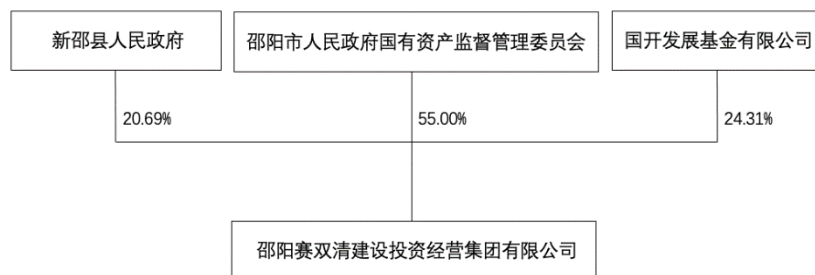 新邵县人民政府
邵阳市人民政府国有资产监督管理委员会
国开发展基金有限公司
20.69%
55.00%
24.31%
邵阳赛双清建设投资经营集团有限公司